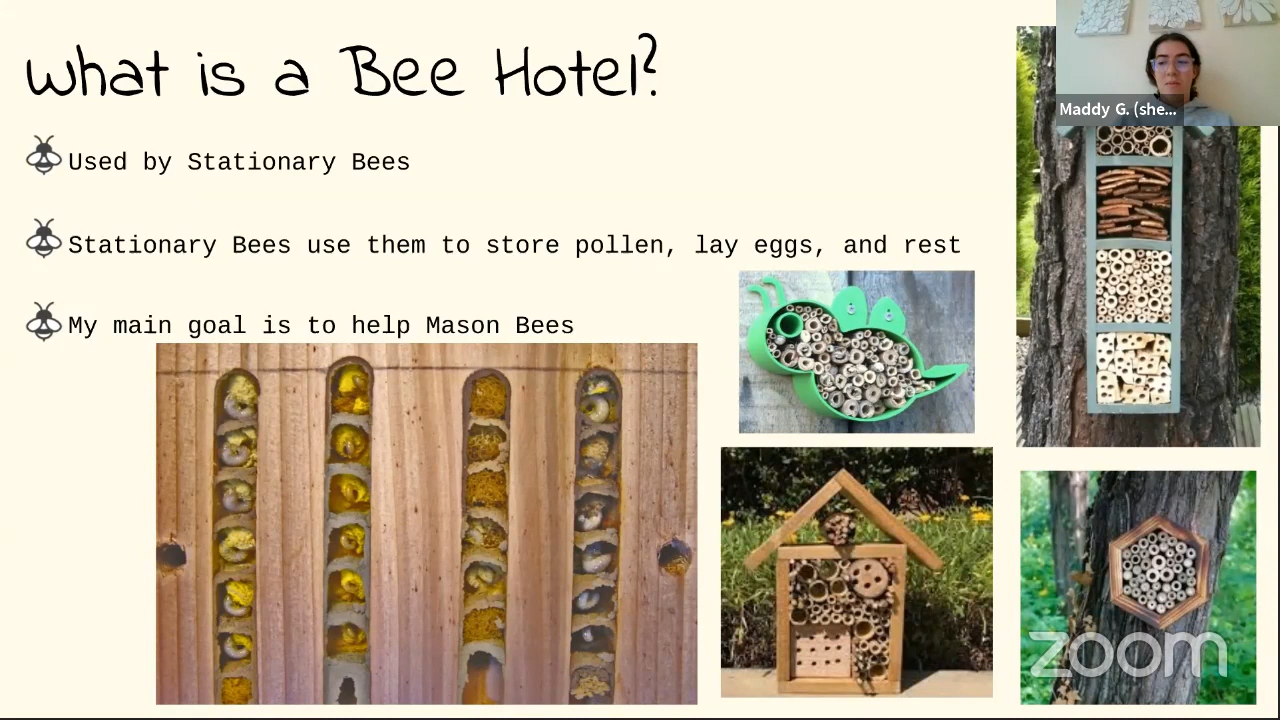 what is a Bee Hotel?
Used by Stationary Bees
Stationary Bees use them to store pollen, lay eggs, and rest
My main goal is to help Mason Bees
Maddy G. (she...
zoom